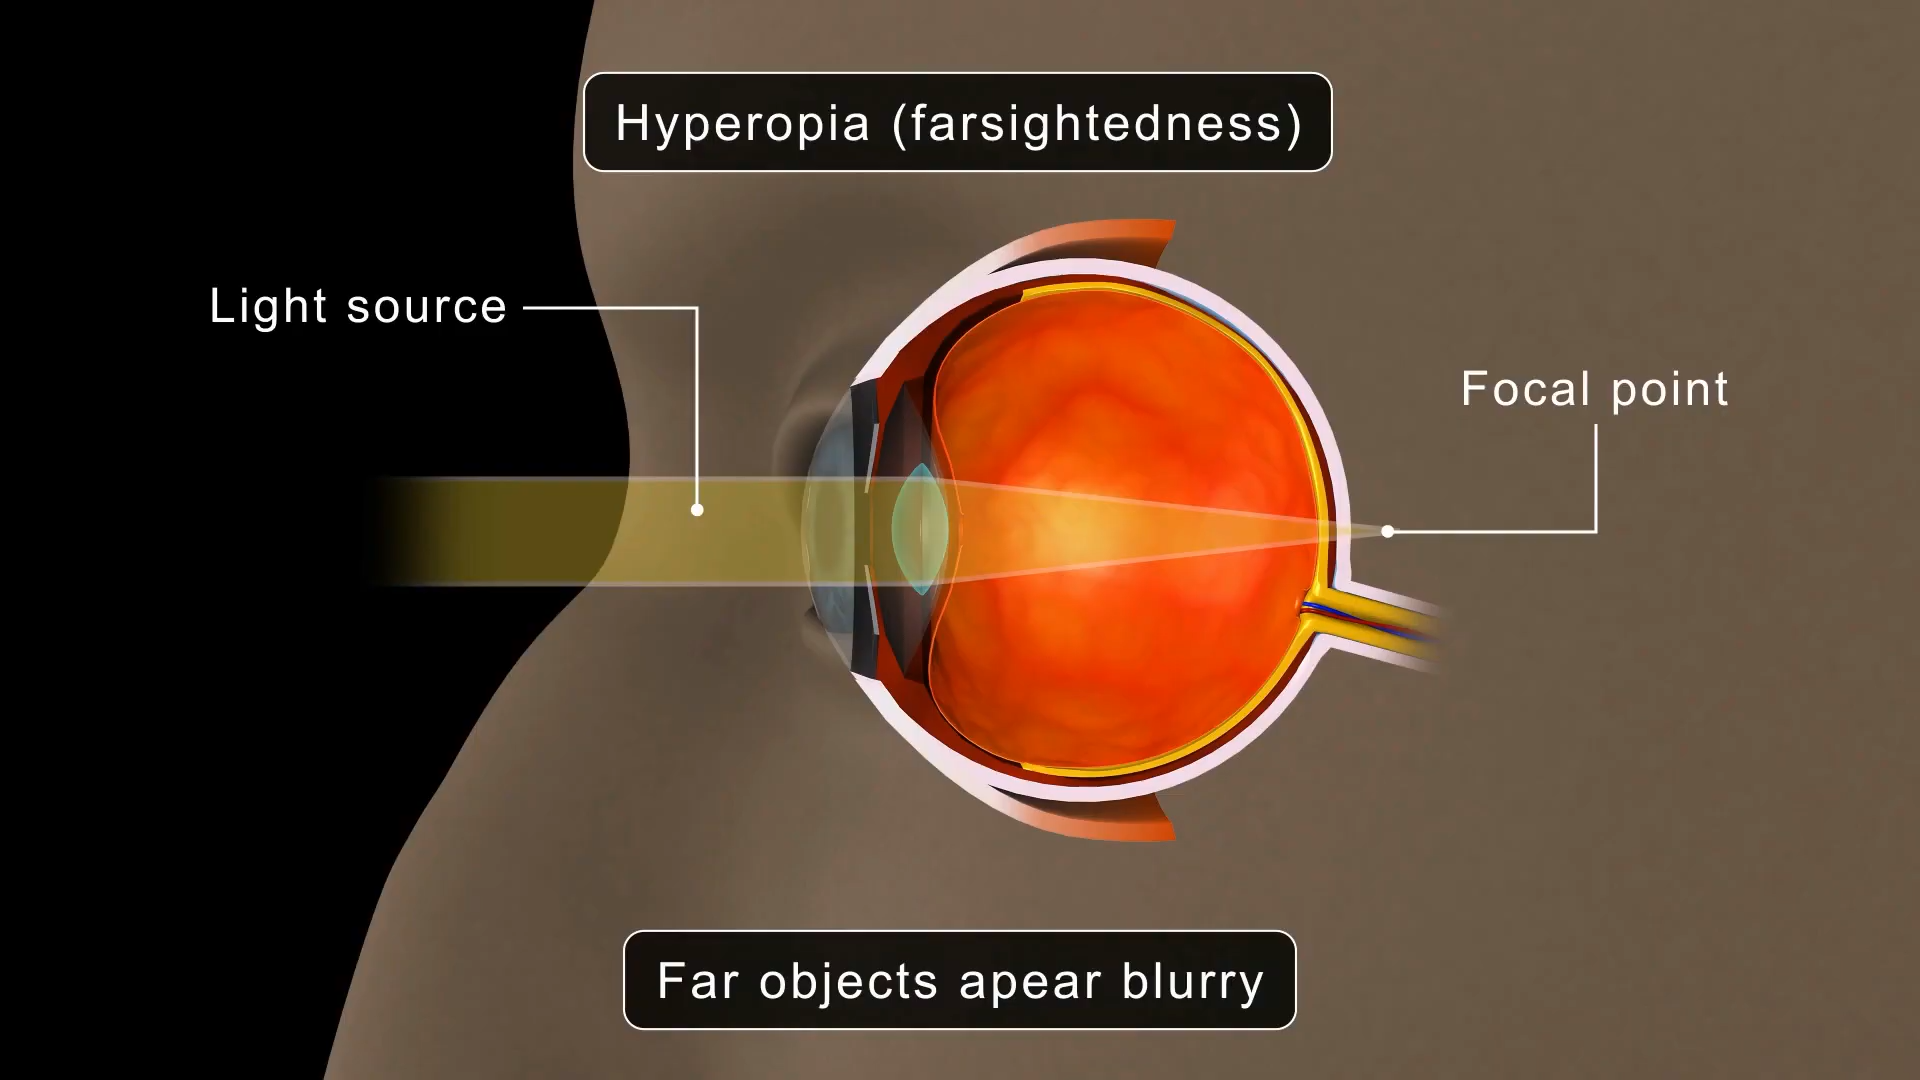 Hyperopia (farsightedness)
Light source
Focal point
Far objects apear blurry